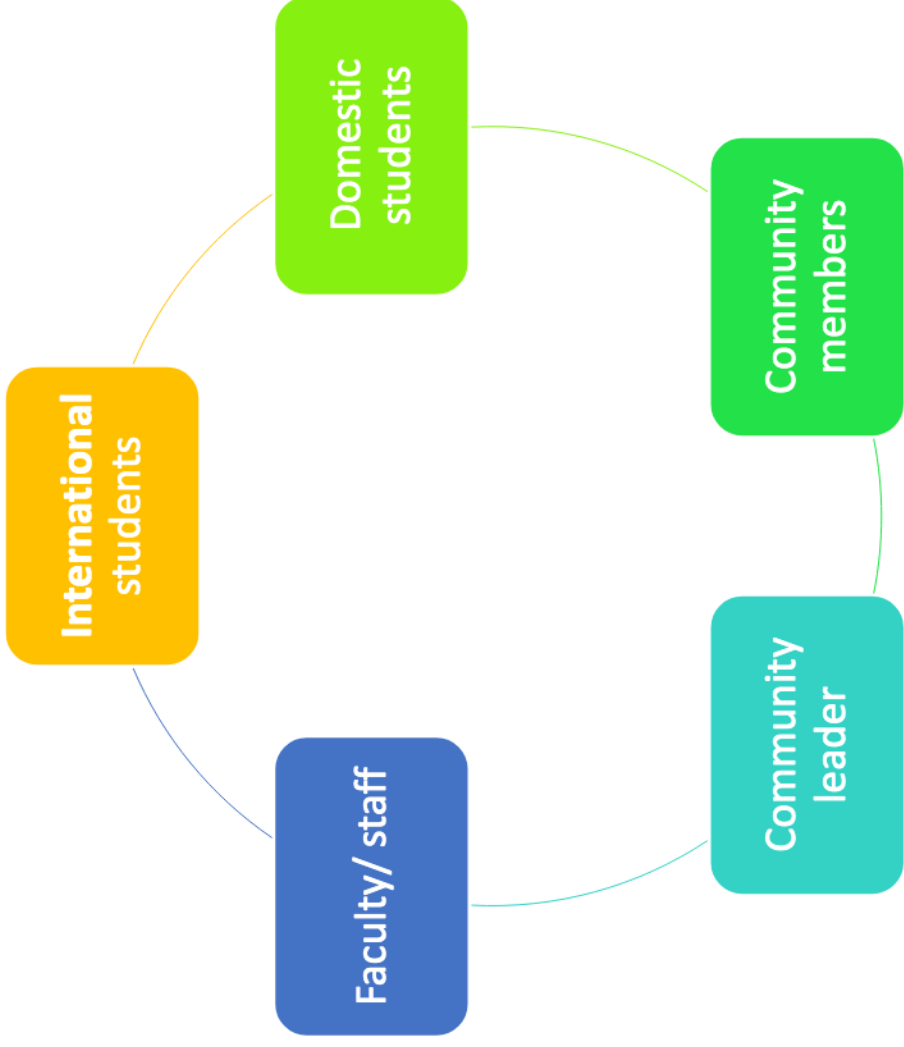 International
students
Domestic
students
Community
members
Community
leader
Faculty/ staff